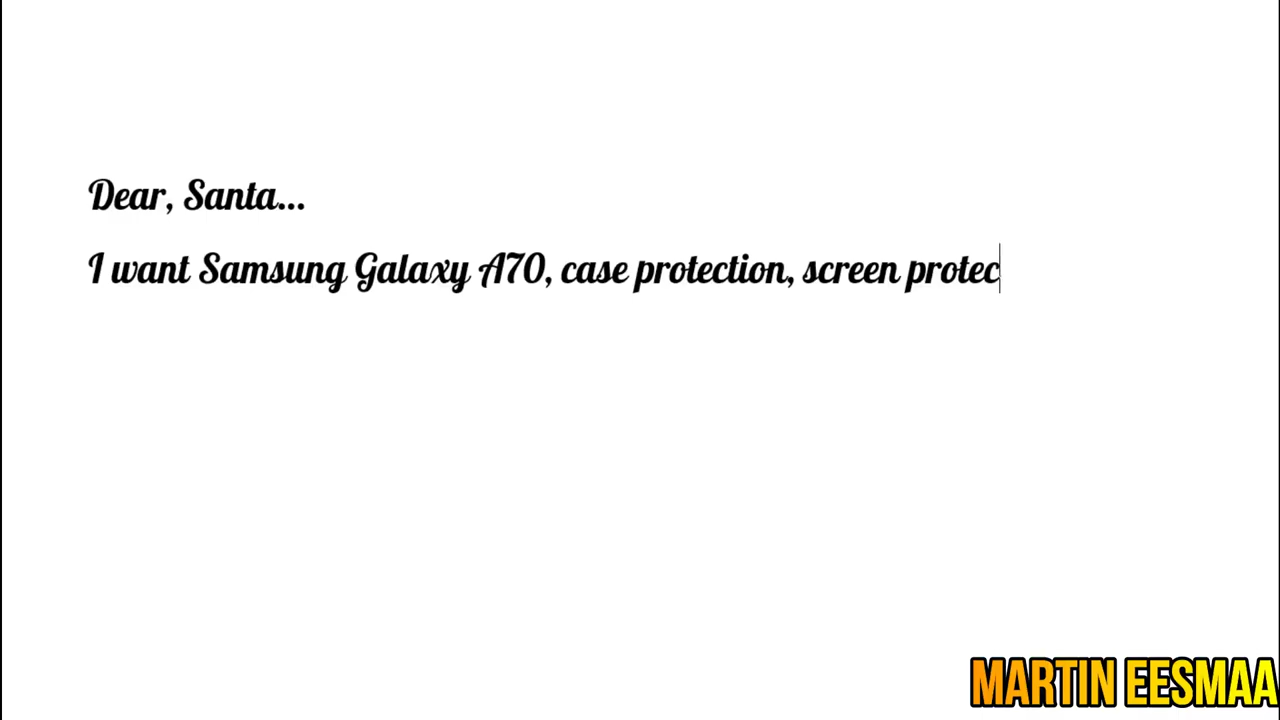 Dear, Santa...
I want Samsung Galaxy A70, case protection, screen protec
MARTIN EESMAA